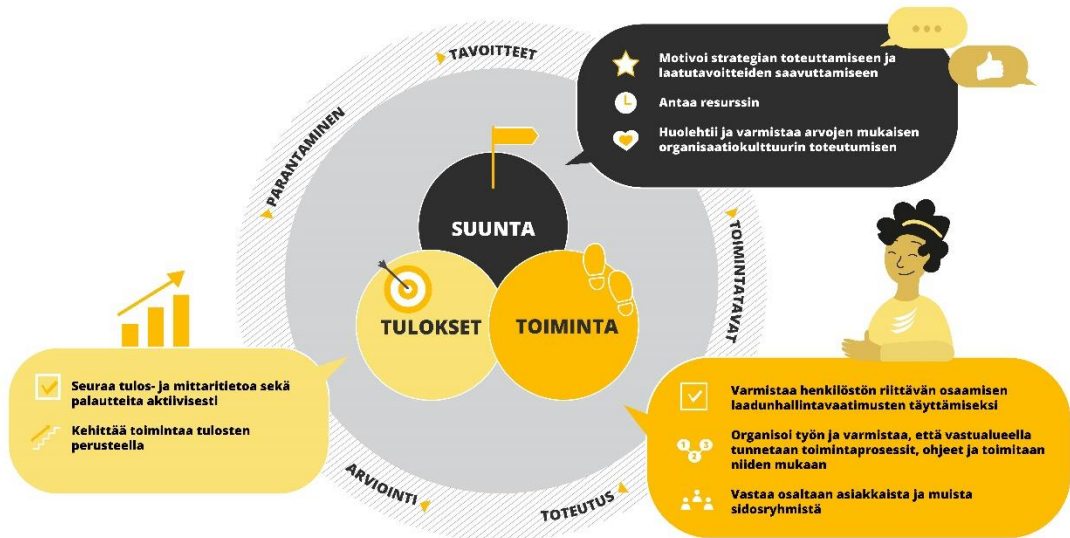 TAVOITTEET
PARANTAMINEN
TOIMINTATAVAT
ARVIOINTI
TOTEUTUS
Motivoi strategian toteuttamiseen ja
laatutavoitteiden saavuttamiseen
Antaa resurssin
Huolehtii ja varmistaa arvojen mukaisen
organisaatiokulttuurin toteutumisen
SUUNTA
TULOKSET
TOIMINTA
Seuraa tulos- ja mittaritietoa sekä
palautteita aktiivisesti
Kehittää toimintaa tulosten
perusteella
Varmistaa henkilöstön riittävän osaamisen
laadunhallintavaatimusten täyttämiseksi
1 2 3
Organisoi työn ja varmistaa, että vastualueella
tunnetaan toimintaprosessit, ohjeet ja toimitaan
niiden mukaan
Vastaa osaltaan asiakkaista ja muista
sidosryhmistä